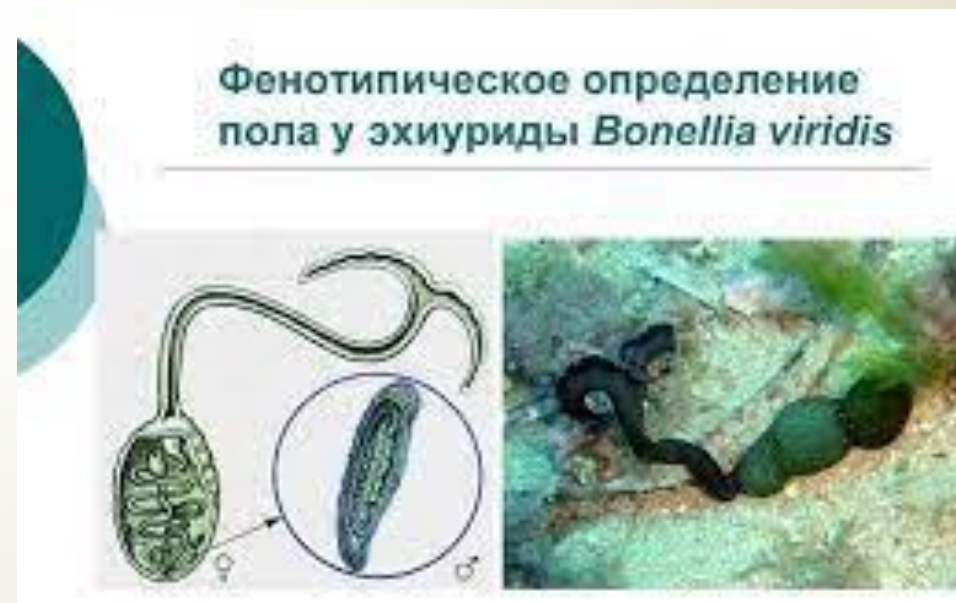 Фенотипическое определение
пола у эхиуриды Bonellia viridis
♀
♂